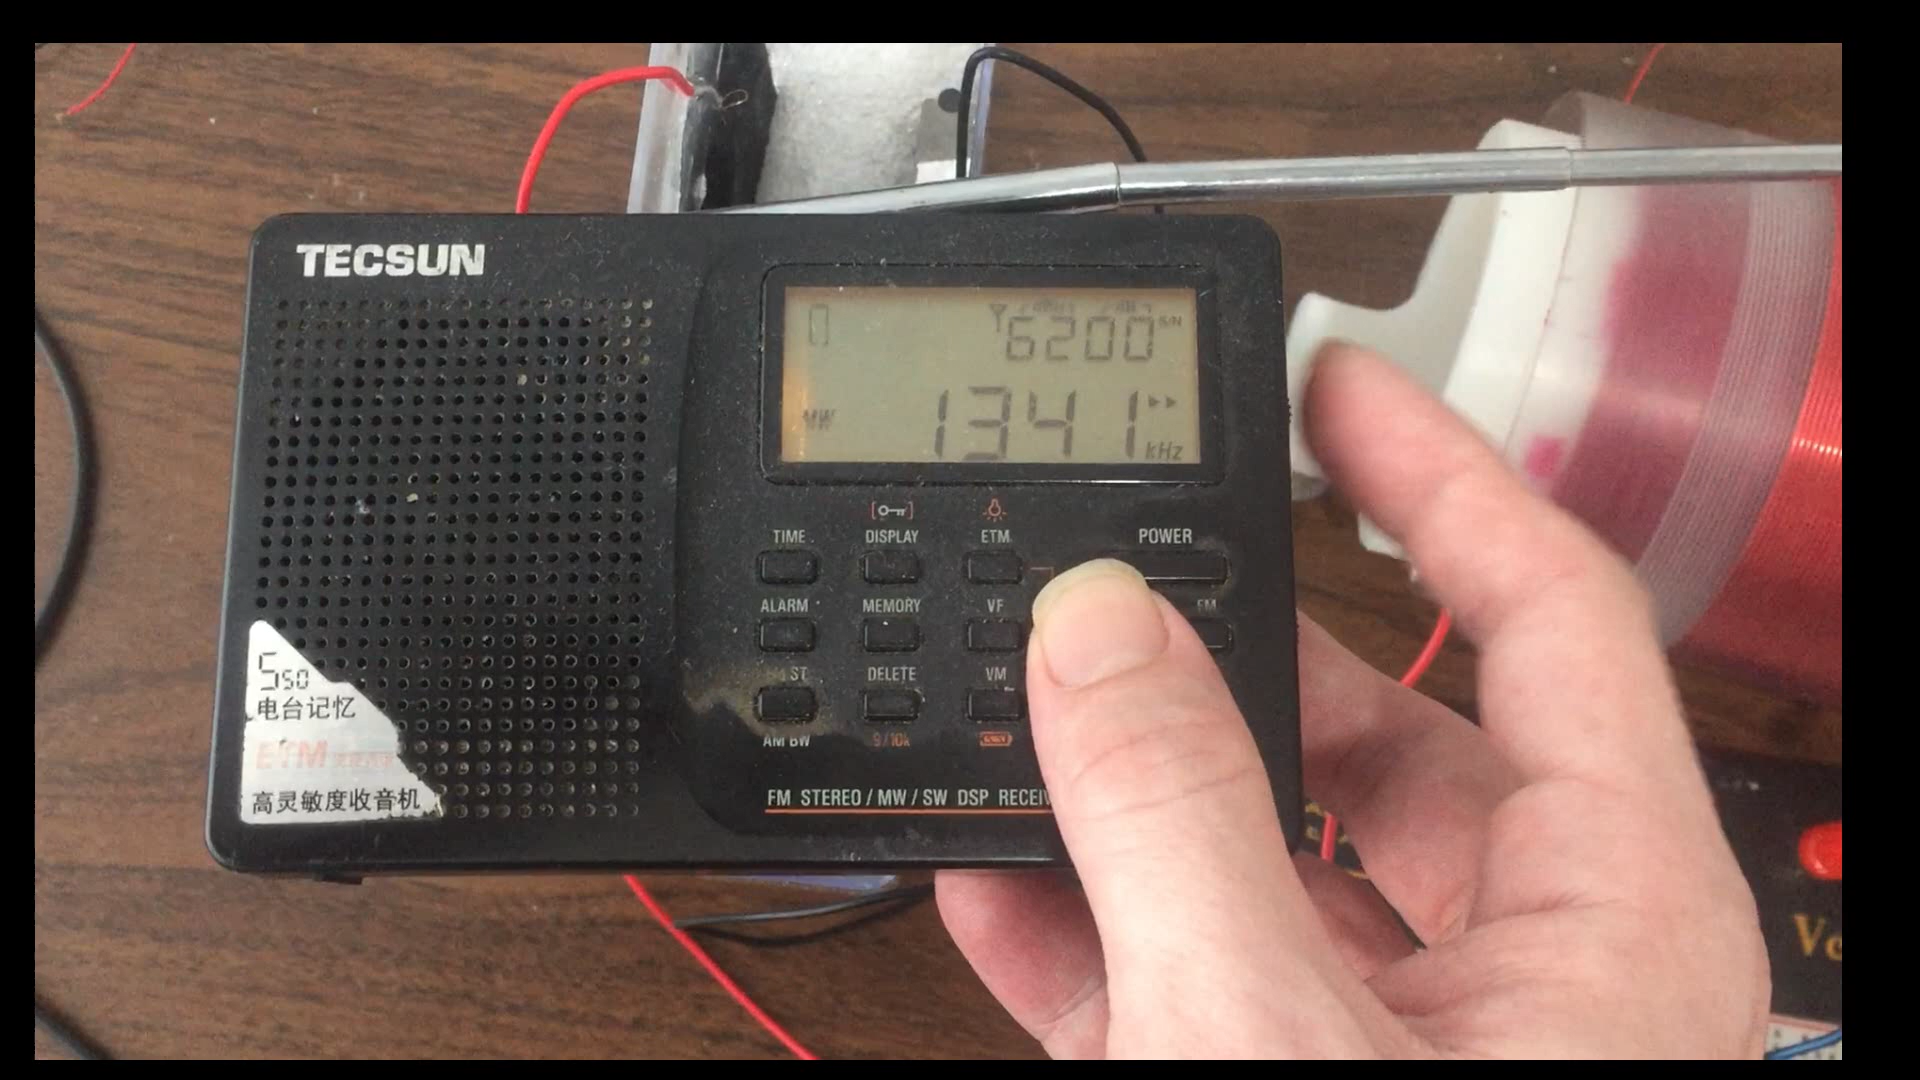 TECSUN
6200 S/N
MW 1341 kHz
TIME DISPLAY ETM POWER
ALARM MEMORY VF FM
ST DELETE VM
AM BW 9/10k
FM STEREO / MW / SW DSP RECEIV
550
电台记忆
ETM
高灵敏度收音机
Vc